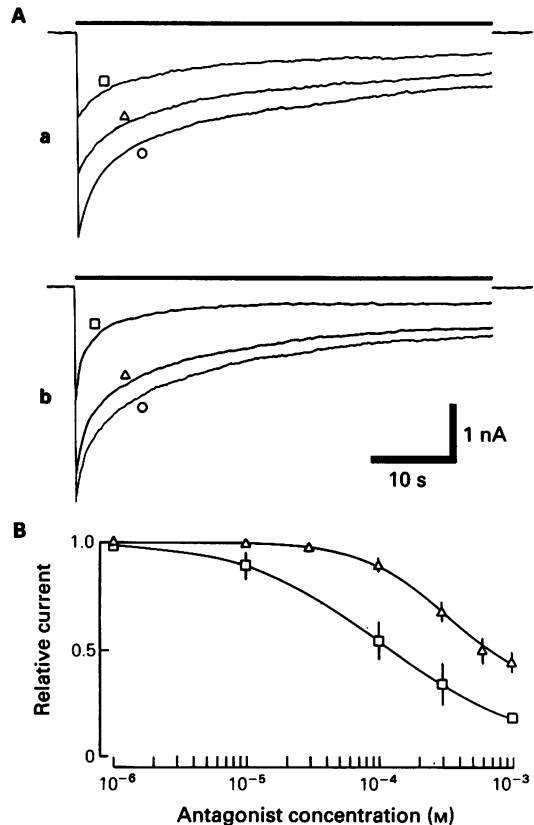 A
a
b
1 nA
10 s
B
Relative current
1.0
0.5
0
10⁻⁶
10⁻⁵
10⁻⁴
10⁻³
Antagonist concentration (M)